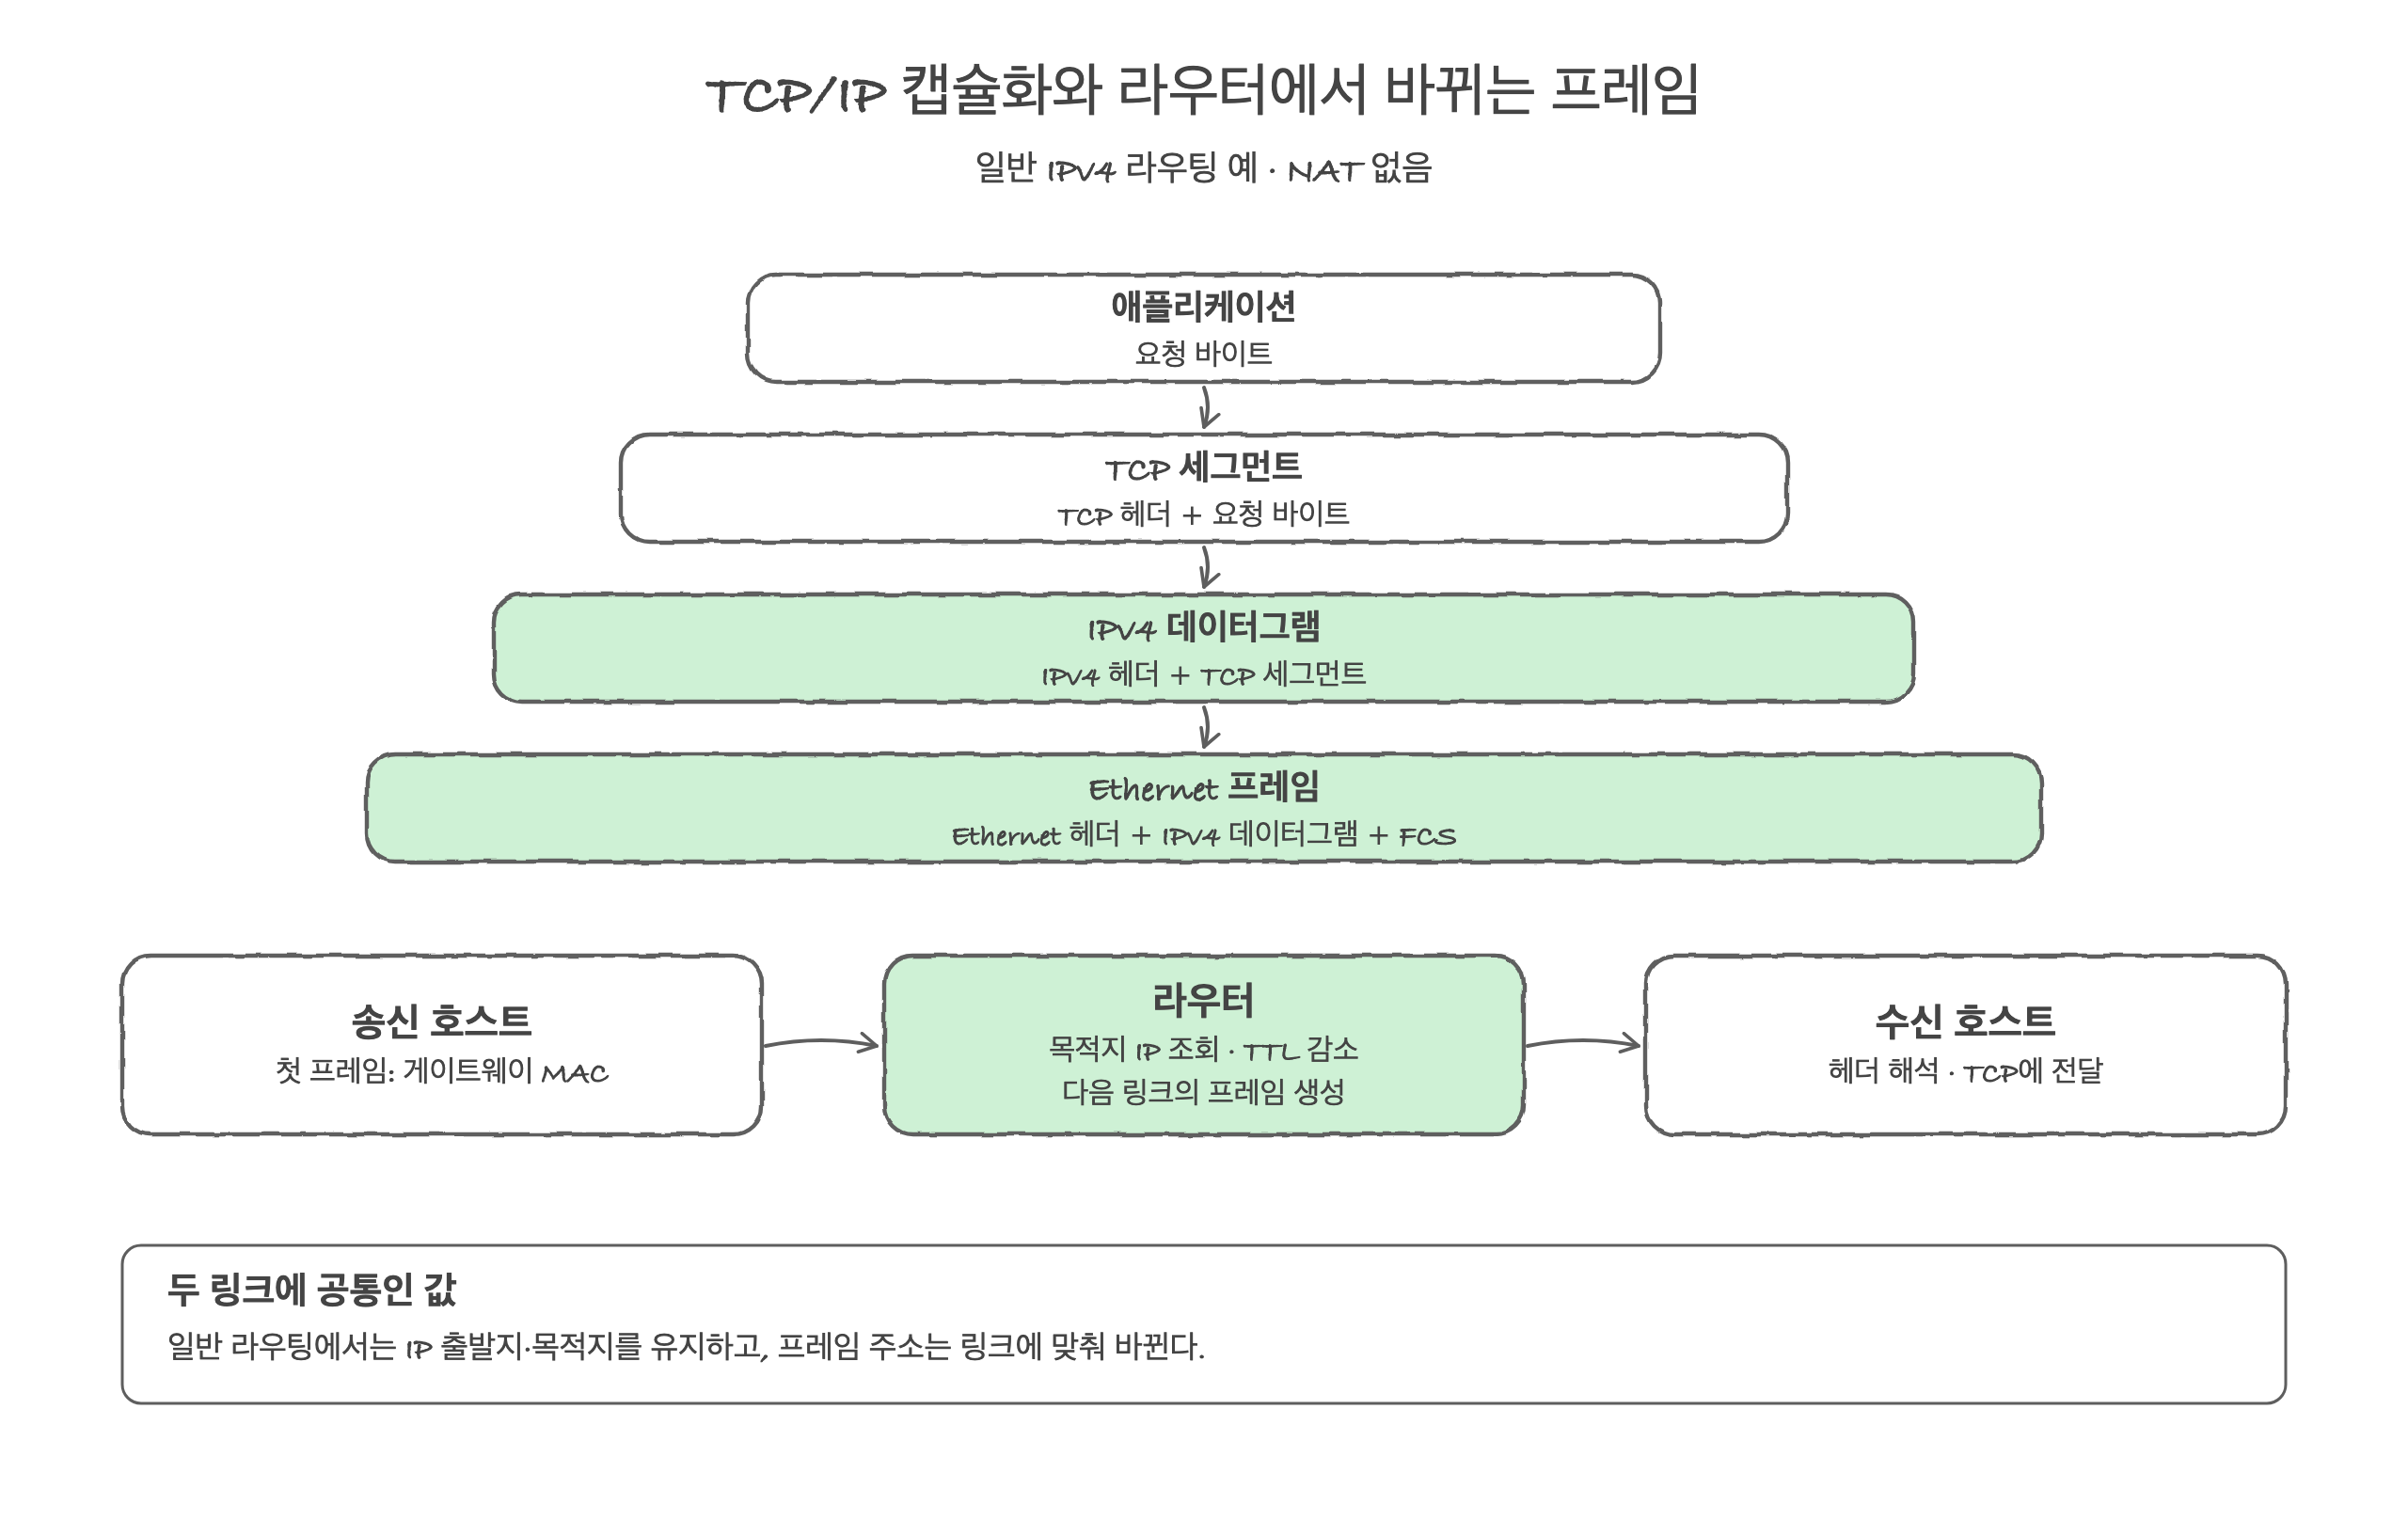 TCP/IP 캡슐화와 라우터에서 바뀌는 프레임
일반 IPv4 라우팅 예 · NAT 없음
애플리케이션
요청 바이트
TCP 세그먼트
TCP 헤더 + 요청 바이트
IPv4 데이터그램
IPv4 헤더 + TCP 세그먼트
Ethernet 프레임
Ethernet 헤더 + IPv4 데이터그램 + FCS
송신 호스트
첫 프레임: 게이트웨이 MAC
라우터
목적지 IP 조회 · TTL 감소
다음 링크의 프레임 생성
수신 호스트
헤더 해석 · TCP에 전달
두 링크에 공통인 값
일반 라우팅에서는 IP 출발지·목적지를 유지하고, 프레임 주소는 링크에 맞춰 바뀐다.